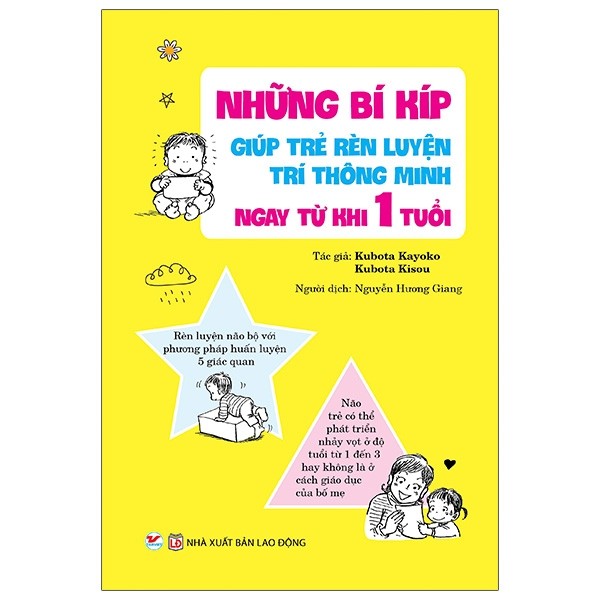 NHỮNG BÍ KÍP
GIÚP TRẺ RÈN LUYỆN
TRÍ THÔNG MINH
NGAY TỪ KHI 1 TUỔI
Tác giả: Kubota Kayoko
Kubota Kisou
Người dịch: Nguyễn Hương Giang
Rèn luyện não bộ với
phương pháp huấn luyện
5 giác quan
Não
trẻ có thể
phát triển
nhảy vọt ở độ
tuổi từ 1 đến 3
hay không là ở
cách giáo dục
của bố mẹ
NHÀ XUẤT BẢN LAO ĐỘNG